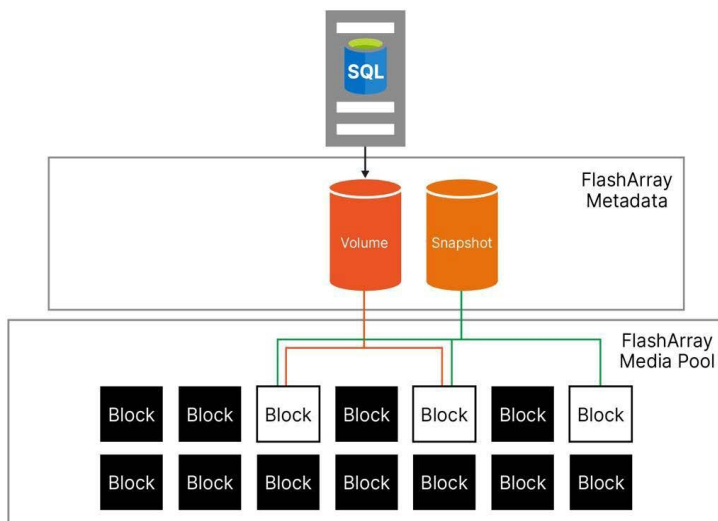 SQL
FlashArray
Metadata
Volume
Snapshot
FlashArray
Media Pool
Block Block Block Block Block Block Block
Block Block Block Block Block Block Block